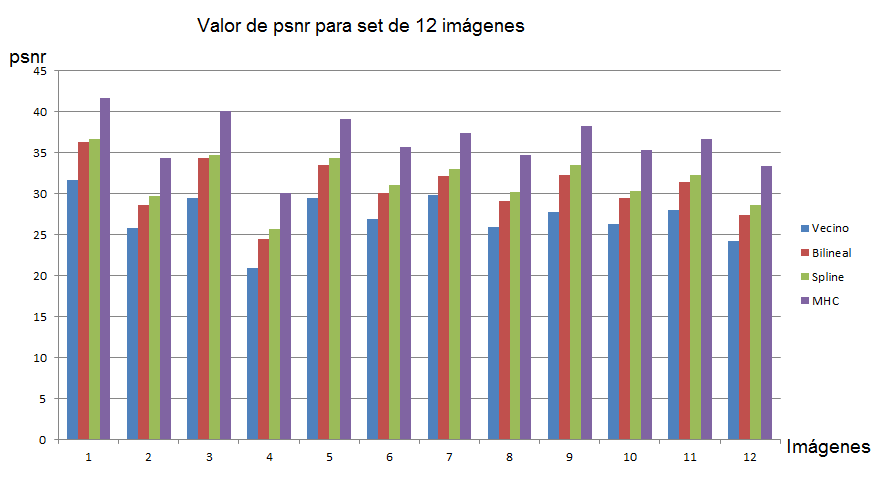 Valor de psnr para set de 12 imágenes
psnr
45
40
35
30
25
20
15
10
5
0
1 2 3 4 5 6 7 8 9 10 11 12
Imágenes
Vecino
Bilineal
Spline
MHC